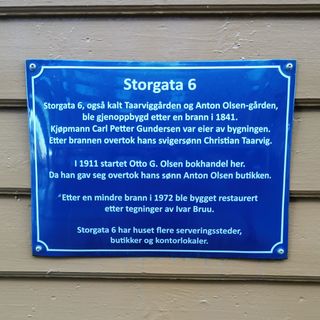 Storgata 6
Storgata 6, også kalt Taarviggården og Anton Olsen-gården,
ble gjenoppbygd etter en brann i 1841.
Kjøpmann Carl Petter Gundersen var eier av bygningen.
Etter brannen overtok hans svigersønn Christian Taarvig.
I 1911 startet Otto G. Olsen bokhandel her.
Da han gav seg overtok hans sønn Anton Olsen butikken.
Etter en mindre brann i 1972 ble bygget restaurert
etter tegninger av Ivar Bruu.
Storgata 6 har huset flere serveringssteder,
butikker og kontorlokaler.